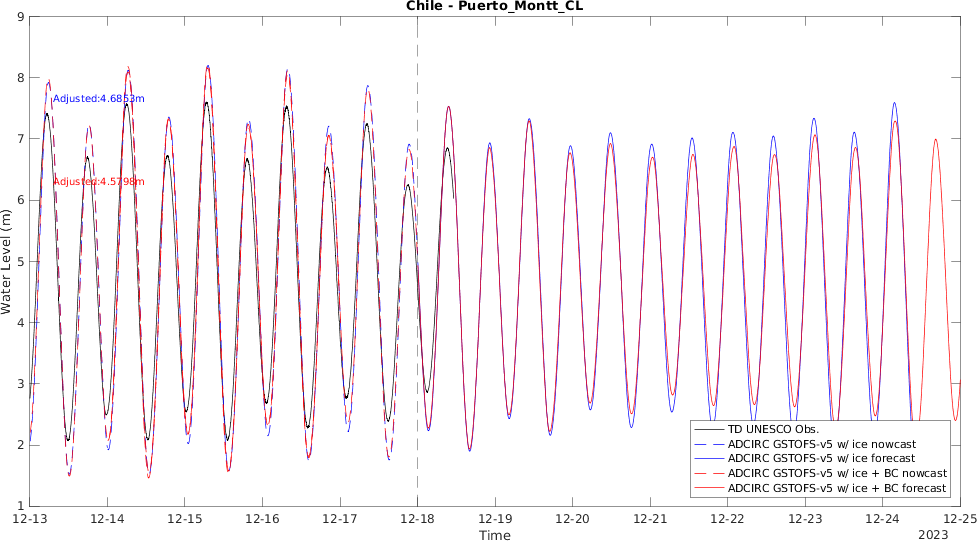 Chile - Puerto_Montt_CL
9
8
7
6
5
4
3
2
1
Water Level (m)
Adjusted:4.6853m
Adjusted:4.5798m
TD UNESCO Obs.
ADCIRC GSTOFS-v5 w/ ice nowcast
ADCIRC GSTOFS-v5 w/ ice forecast
ADCIRC GSTOFS-v5 w/ ice + BC nowcast
ADCIRC GSTOFS-v5 w/ ice + BC forecast
12-13 12-14 12-15 12-16 12-17 12-18 12-19 12-20 12-21 12-22 12-23 12-24 12-25
Time
2023